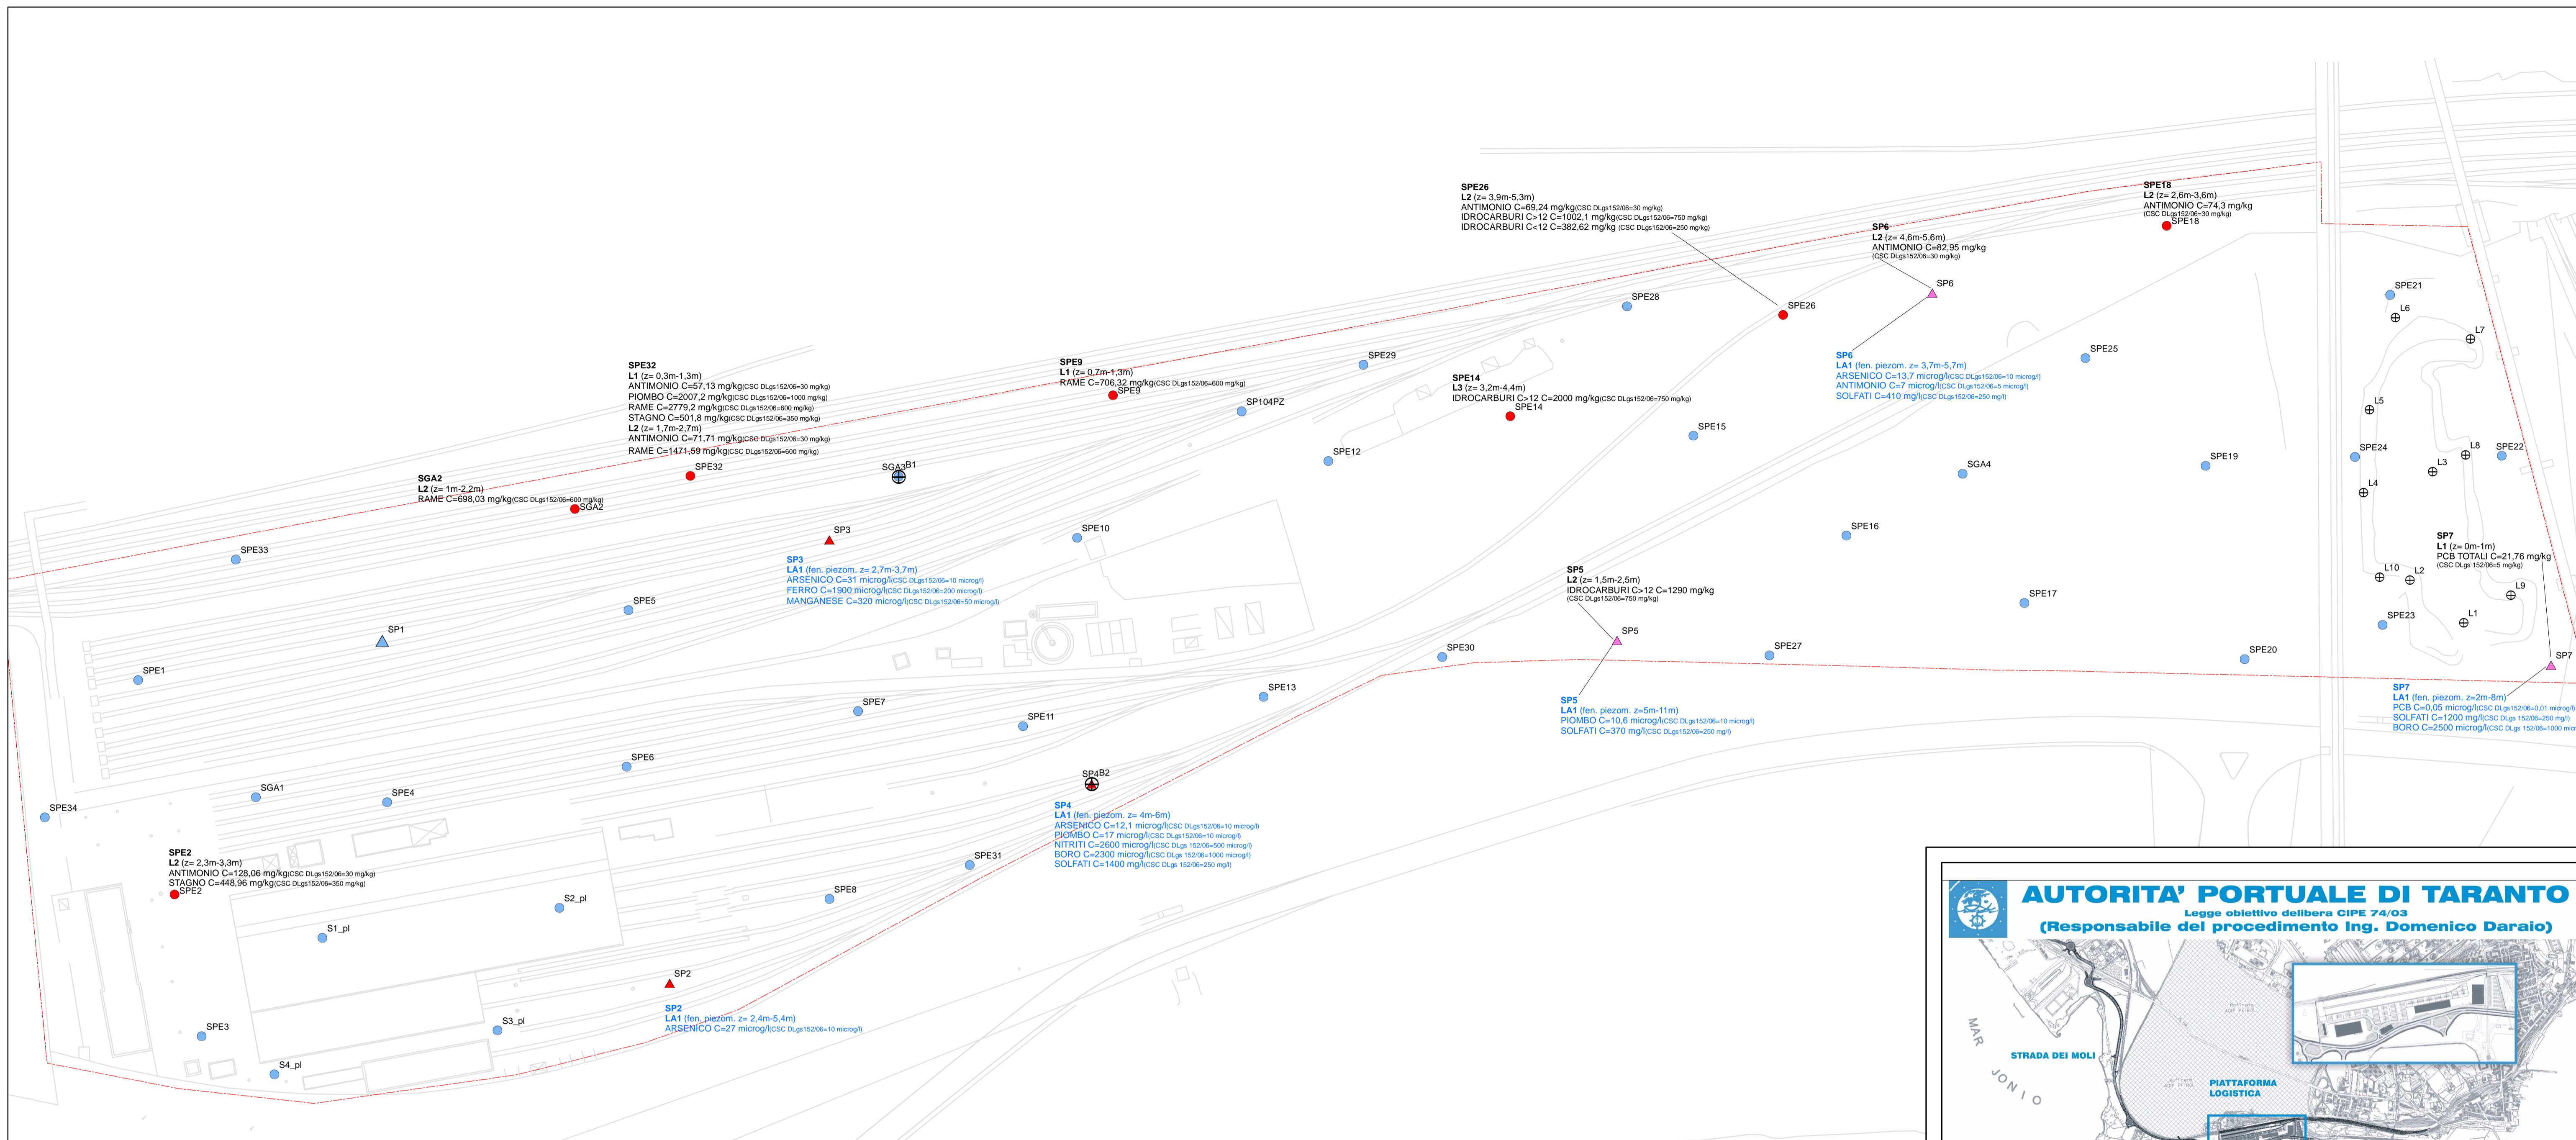 SPE26
L2 (z= 3,9m-5,3m)
ANTIMONIO C=69,24 mg/kg(CSC DLgs152/06=30 mg/kg)
IDROCARBURI C>12 C=1002,1 mg/kg(CSC DLgs152/06=750 mg/kg)
IDROCARBURI C<12 C=382,62 mg/kg (CSC DLgs152/06=250 mg/kg)
SPE18
L2 (z= 2,6m-3,6m)
ANTIMONIO C=74,3 mg/kg
(CSC DLgs152/06=30 mg/kg)
SPE18
SP6
L2 (z= 4,6m-5,6m)
ANTIMONIO C=82,95 mg/kg
(CSC DLgs152/06=30 mg/kg)
SP6
SPE28
SPE26
SPE21
L6
L7
SPE32
L1 (z= 0,3m-1,3m)
ANTIMONIO C=57,13 mg/kg(CSC DLgs152/06=30 mg/kg)
PIOMBO C=2007,2 mg/kg(CSC DLgs152/06=1000 mg/kg)
RAME C=2779,2 mg/kg(CSC DLgs152/06=600 mg/kg)
STAGNO C=501,8 mg/kg(CSC DLgs152/06=350 mg/kg)
L2 (z= 1,7m-2,7m)
ANTIMONIO C=71,71 mg/kg(CSC DLgs152/06=30 mg/kg)
RAME C=1471,59 mg/kg(CSC DLgs152/06=600 mg/kg)
SPE32
SPE9
L1 (z= 0,7m-1,3m)
RAME C=706,32 mg/kg(CSC DLgs152/06=600 mg/kg)
SPE9
SPE29
SP104PZ
SPE14
L3 (z= 3,2m-4,4m)
IDROCARBURI C>12 C=2000 mg/kg(CSC DLgs152/06=750 mg/kg)
SPE14
SP6
LA1 (fen. piezom. z= 3,7m-5,7m)
ARSENICO C=13,7 microg/l(CSC DLgs152/06=10 microg/l)
ANTIMONIO C=7 microg/l(CSC DLgs152/06=5 microg/l)
SOLFATI C=410 mg/l(CSC DLgs152/06=250 mg/l)
SPE25
SPE15
L5
SPE12
SGA4
SPE19
SPE24
L8
SPE22
L3
L4
SGA2
L2 (z= 1m-2,2m)
RAME C=698,03 mg/kg(CSC DLgs152/06=600 mg/kg)
SGA2
SGA3
B1
SP3
SPE10
SPE33
SPE16
SP3
LA1 (fen. piezom. z= 2,7m-3,7m)
ARSENICO C=31 microg/l(CSC DLgs152/06=10 microg/l)
FERRO C=1900 microg/l(CSC DLgs152/06=200 microg/l)
MANGANESE C=320 microg/l(CSC DLgs152/06=50 microg/l)
SP7
L1 (z= 0m-1m)
PCB TOTALI C=21,76 mg/kg
(CSC DLgs 152/06=5 mg/kg)
SP5
L2 (z= 1,5m-2,5m)
IDROCARBURI C>12 C=1290 mg/kg
(CSC DLgs152/06=750 mg/kg)
L10
L2
L9
SPE5
SPE17
SPE23
L1
SP1
SP5
SPE1
SPE30
SPE27
SPE20
SP7
SPE13
SP5
LA1 (fen. piezom. z=5m-11m)
PIOMBO C=10,6 microg/l(CSC DLgs152/06=10 microg/l)
SOLFATI C=370 mg/l(CSC DLgs152/06=250 mg/l)
SP7
LA1 (fen. piezom. z=2m-8m)
PCB C=0,05 microg/l(CSC DLgs152/06=0,01 microg/l)
SOLFATI C=1200 mg/l(CSC DLgs 152/06=250 mg/l)
BORO C=2500 microg/l(CSC DLgs 152/06=1000 micr
SPE7
SPE11
SPE6
SP4
B2
SGA1
SPE4
SPE34
SP4
LA1 (fen. piezom. z= 4m-6m)
ARSENICO C=12,1 microg/l(CSC DLgs152/06=10 microg/l)
PIOMBO C=17 microg/l(CSC DLgs152/06=10 microg/l)
NITRITI C=2600 microg/l(CSC DLgs 152/06=500 microg/l)
BORO C=2300 microg/l(CSC DLgs 152/06=1000 microg/l)
SOLFATI C=1400 mg/l(CSC DLgs 152/06=250 mg/l)
SPE2
L2 (z= 2,3m-3,3m)
ANTIMONIO C=128,06 mg/kg(CSC DLgs152/06=30 mg/kg)
STAGNO C=448,96 mg/kg(CSC DLgs152/06=350 mg/kg)
SPE2
SPE31
SPE8
S2_pl
S1_pl
SP2
SP2
LA1 (fen. piezom. z= 2,4m-5,4m)
ARSENICO C=27 microg/l(CSC DLgs152/06=10 microg/l)
SPE3
S3_pl
S4_pl
AUTORITA' PORTUALE DI TARANTO
Legge obiettivo delibera CIPE 74/03
(Responsabile del procedimento Ing. Domenico Daraio)
MAR
JONIO
STRADA DEI MOLI
PIATTAFORMA
LOGISTICA